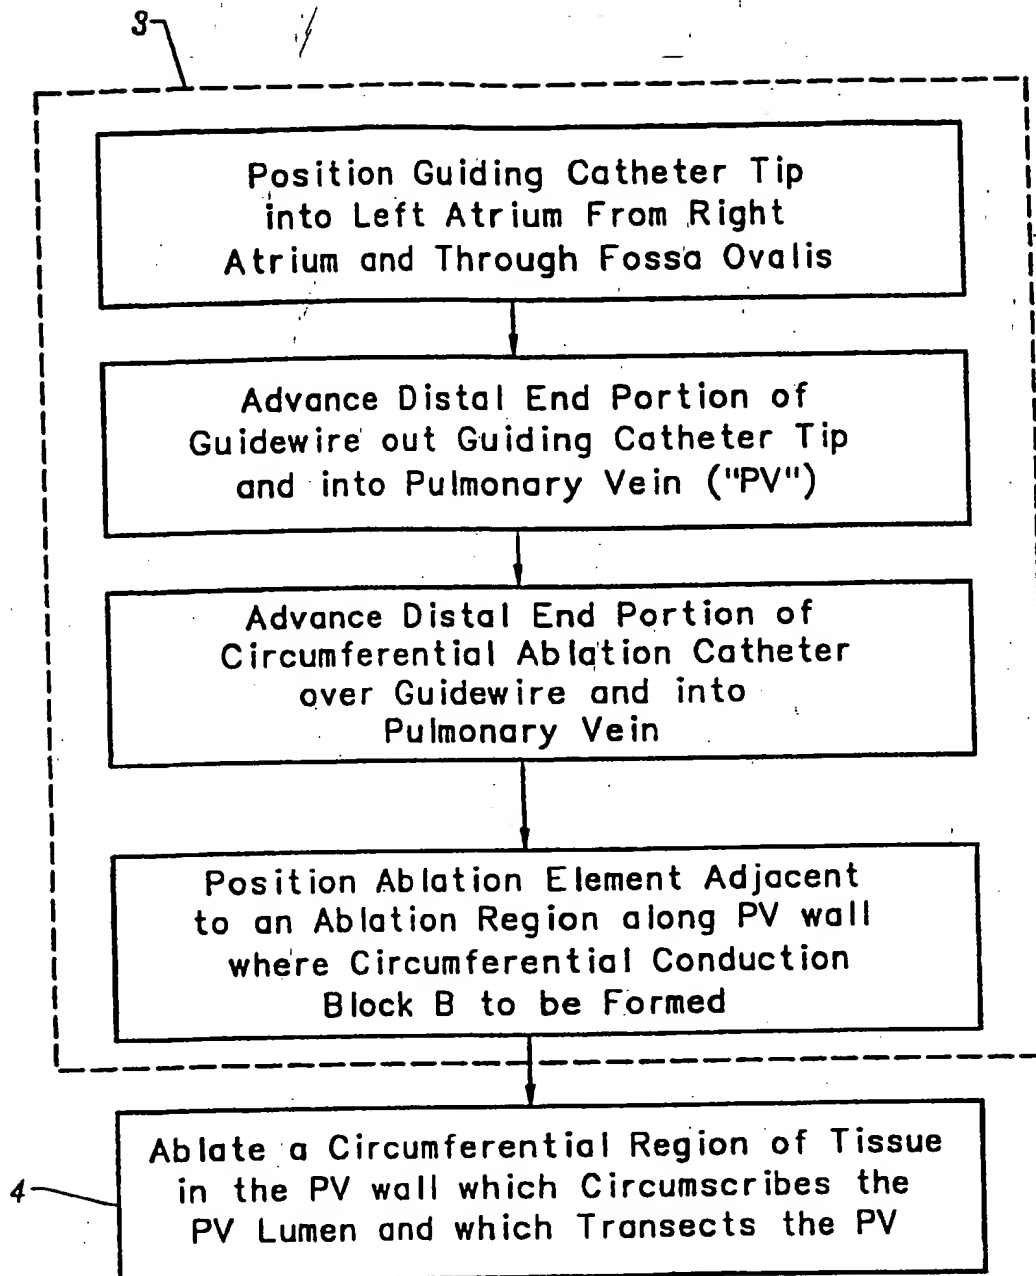 3
Position Guiding Catheter Tip
into Left Atrium From Right
Atrium and Through Fossa Ovalis
Advance Distal End Portion of
Guidewire out Guiding Catheter Tip
and into Pulmonary Vein ("PV")
Advance Distal End Portion of
Circumferential Ablation Catheter
over Guidewire and into
Pulmonary Vein
Position Ablation Element Adjacent
to an Ablation Region along PV wall
where Circumferential Conduction
Block B to be Formed
4
Ablate a Circumferential Region of Tissue
in the PV wall which Circumscribes the
PV Lumen and which Transects the PV